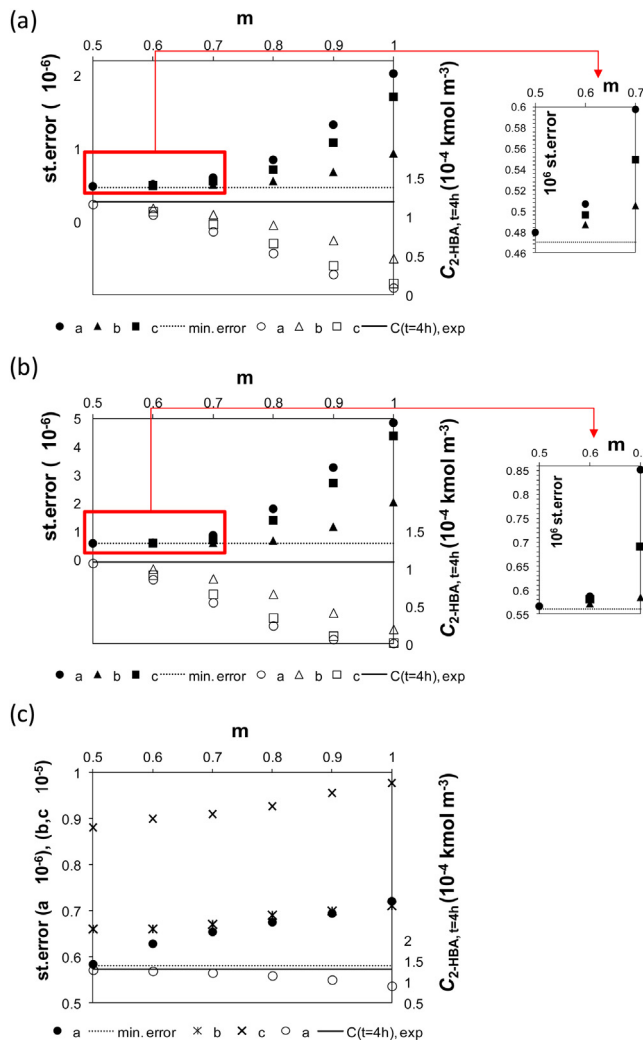 (a)
m
0.5 0.6 0.7 0.8 0.9 1
2
1
0
st.error ( 10-6)
1.5
1
0.5
0
C2-HBA, t=4h (10-4 kmol m-3)
m
0.5 0.6 0.7
0.6
0.58
0.56
0.54
0.52
0.5
0.48
0.46
10^6 st.error
● a ▲ b ■ c ········ min. error ○ a △ b □ c — C(t=4h), exp
(b)
m
0.5 0.6 0.7 0.8 0.9 1
5
4
3
2
1
0
st.error ( 10-6)
1.5
1
0.5
0
C2-HBA, t=4h (10-4 kmol m-3)
m
0.5 0.6 0.
0.85
0.8
0.75
0.7
0.65
0.6
0.55
10^6 st.error
● a ▲ b ■ c ········ min. error ○ a △ b □ c — C(t=4h), exp
(c)
m
0.5 0.6 0.7 0.8 0.9 1
1
0.9
0.8
0.7
0.6
0.5
st.error (a 10-6), (b,c 10-5)
2
1.5
1
0.5
C2-HBA, t=4h (10-4 kmol m-3)
● a ········ min. error ж b × c ○ a — C(t=4h), exp